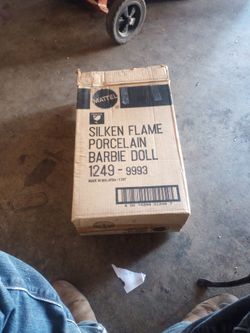 MATTEL
SILKEN FLAME
PORCELAIN
BARBIE DOLL
1249-9993